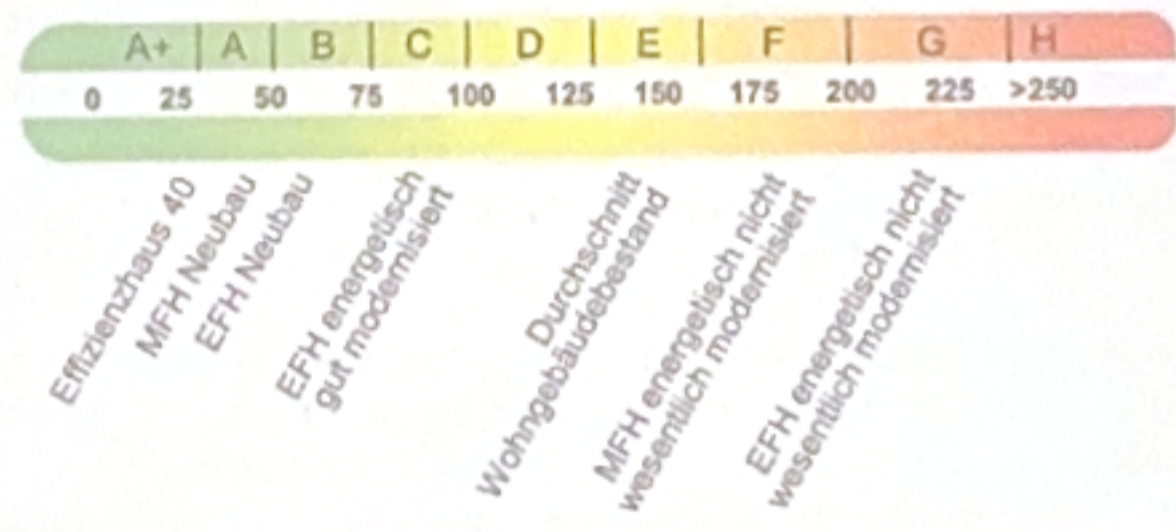 A+ A B C D E F G H
0 25 50 75 100 125 150 175 200 225 >250
Effizienzhaus 40
MFH Neubau
EFH Neubau
EFH energetisch
gut modernisiert
Durchschnitt
Wohngebäudebestand
MFH energetisch nicht
wesentlich modernisiert
EFH energetisch nicht
wesentlich modernisiert